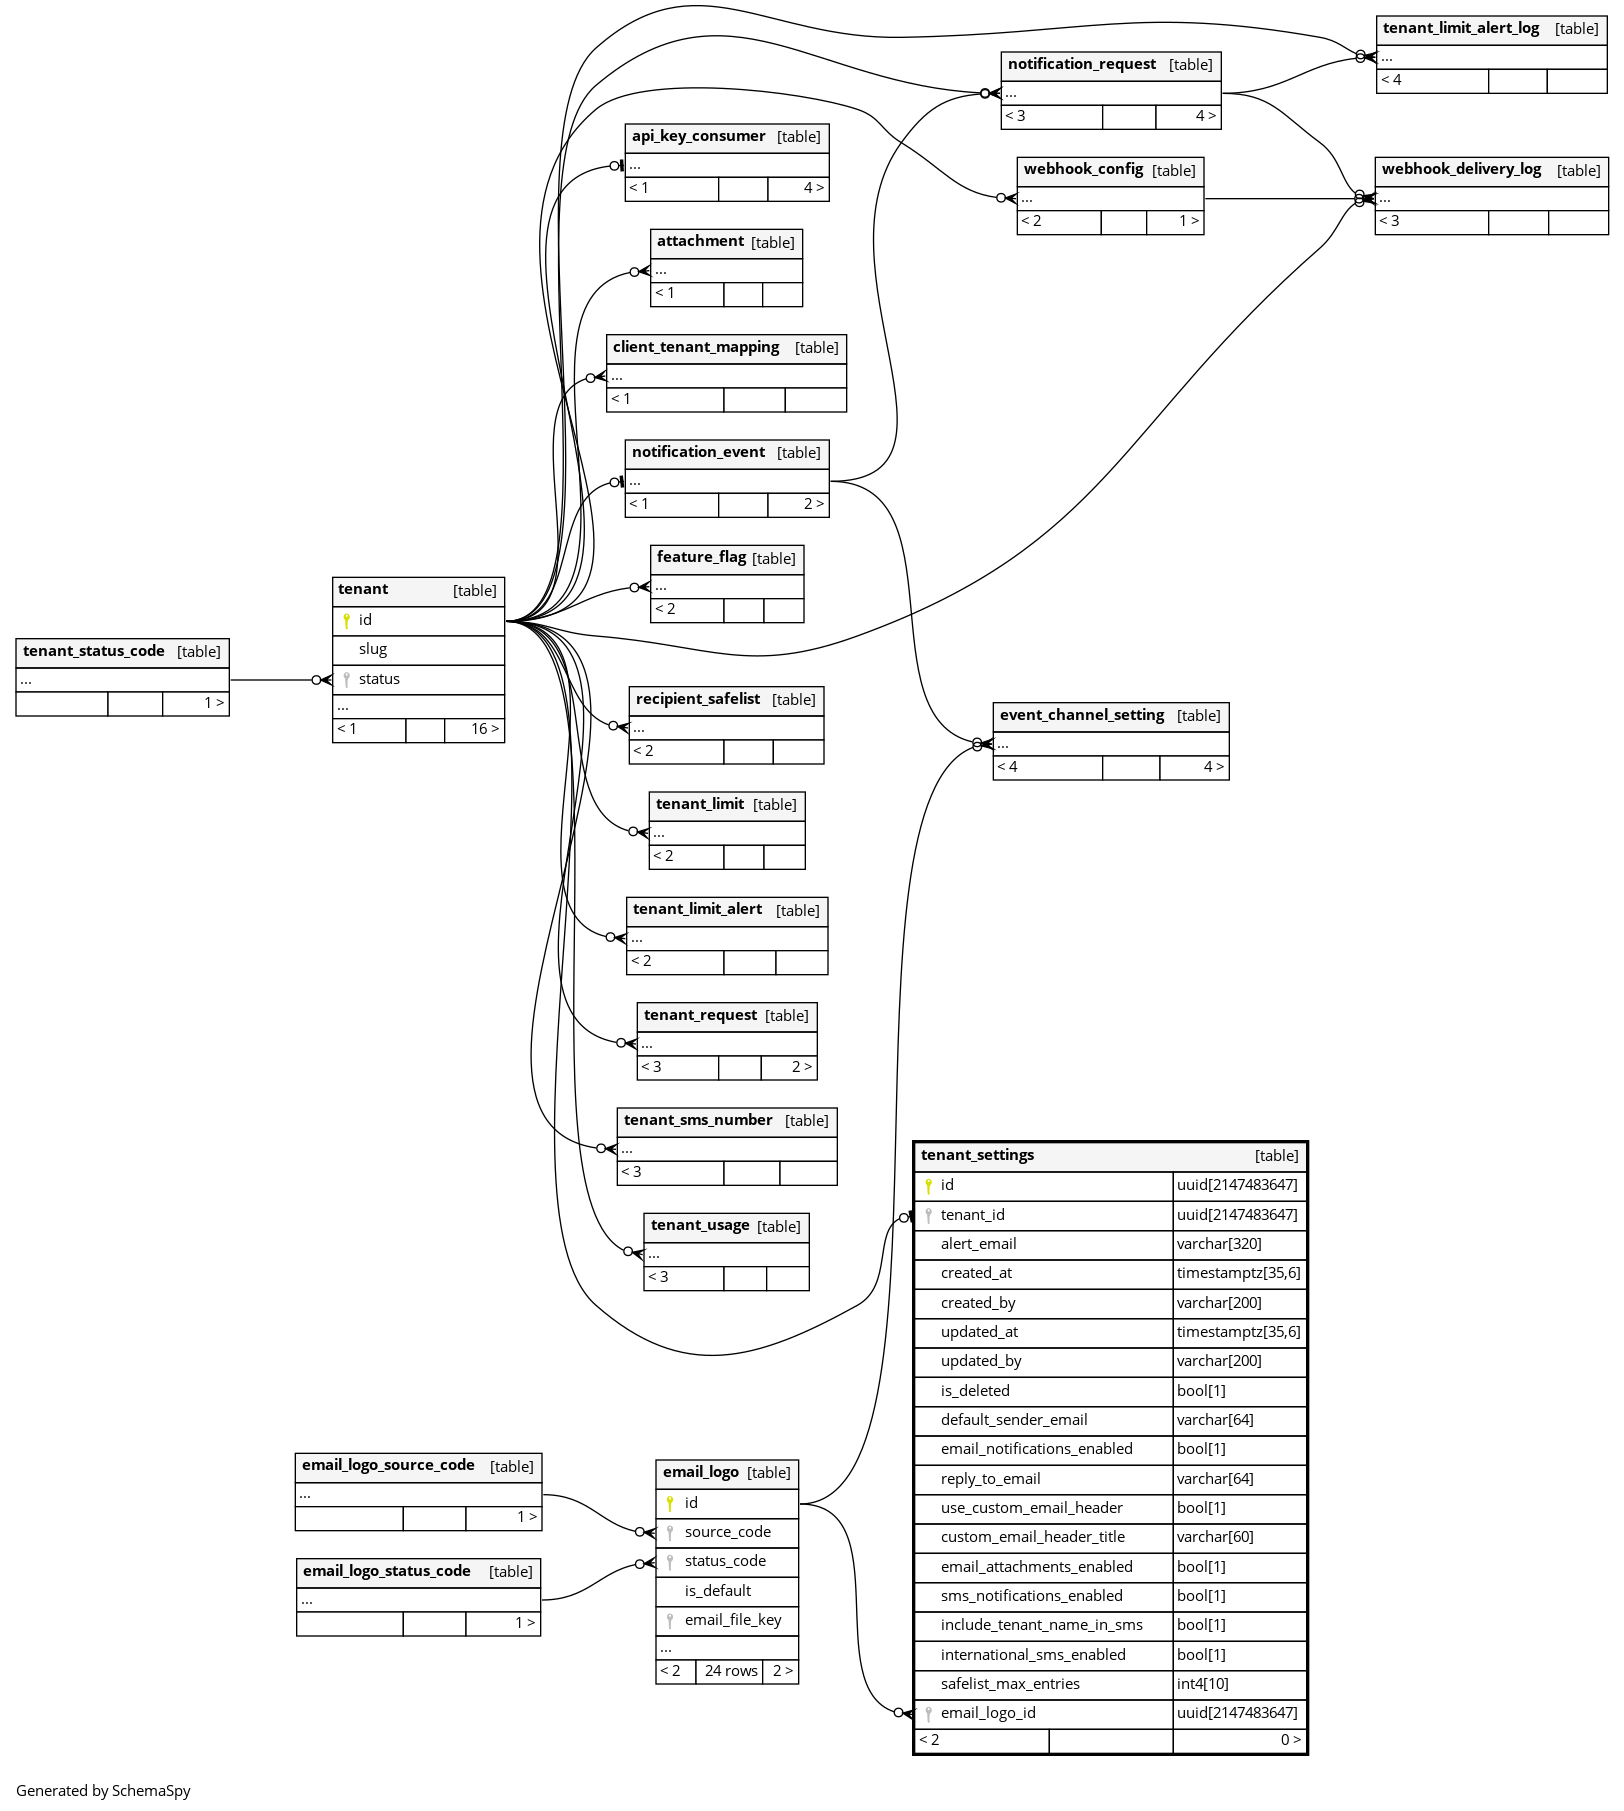 tenant_limit_alert_log [table]
...
< 4
notification_request [table]
...
< 3 4 >
api_key_consumer [table]
...
< 1 4 >
webhook_config [table]
...
< 2 1 >
webhook_delivery_log [table]
...
< 3
attachment [table]
...
< 1
client_tenant_mapping [table]
...
< 1
notification_event [table]
...
< 1 2 >
feature_flag [table]
...
< 2
tenant [table]
id
slug
status
...
< 1 16 >
tenant_status_code [table]
...
1 >
recipient_safelist [table]
...
< 2
event_channel_setting [table]
...
< 4 4 >
tenant_limit [table]
...
< 2
tenant_limit_alert [table]
...
< 2
tenant_request [table]
...
< 3 2 >
tenant_sms_number [table]
...
< 3
tenant_usage [table]
...
< 3
tenant_settings [table]
id uuid[2147483647]
tenant_id uuid[2147483647]
alert_email varchar[320]
created_at timestamptz[35,6]
created_by varchar[200]
updated_at timestamptz[35,6]
updated_by varchar[200]
is_deleted bool[1]
default_sender_email varchar[64]
email_notifications_enabled bool[1]
reply_to_email varchar[64]
use_custom_email_header bool[1]
custom_email_header_title varchar[60]
email_attachments_enabled bool[1]
sms_notifications_enabled bool[1]
include_tenant_name_in_sms bool[1]
international_sms_enabled bool[1]
safelist_max_entries int4[10]
email_logo_id uuid[2147483647]
< 2 0 >
email_logo_source_code [table]
...
1 >
email_logo_status_code [table]
...
1 >
email_logo [table]
id
source_code
status_code
is_default
email_file_key
...
< 2 24 rows 2 >
Generated by SchemaSpy